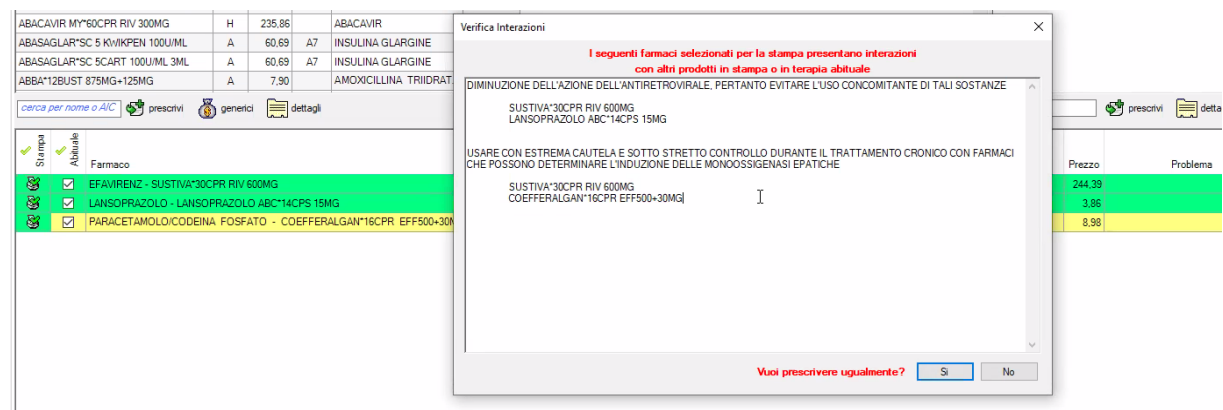 ABACAVIR MY*60CPR RIV 300MG H 235,86 ABACAVIR
ABASAGLAR*SC 5 KWIKPEN 100U/ML A 60,69 A7 INSULINA GLARGINE
ABASAGLAR*SC 5CART 100U/ML 3ML A 60,69 A7 INSULINA GLARGINE
ABBA*12BUST 875MG+125MG A 7,90 AMOXICILLINA TRIIDRAT
cerca per nome o AIC prescrivi generici dettagli
Stampa Abituale Farmaco
EFAVIRENZ - SUSTIVA*30CPR RIV 600MG
LANSOPRAZOLO - LANSOPRAZOLO ABC*14CPS 15MG
PARACETAMOLO/CODEINA FOSFATO - COEFFERALGAN*16CPR EFF500+30M
Verifica Interazioni
I seguenti farmaci selezionati per la stampa presentano interazioni
con altri prodotti in stampa o in terapia abituale
DIMINUZIONE DELL'AZIONE DELL'ANTIRETROVIRALE, PERTANTO EVITARE L'USO CONCOMITANTE DI TALI SOSTANZE
SUSTIVA*30CPR RIV 600MG
LANSOPRAZOLO ABC*14CPS 15MG
USARE CON ESTREMA CAUTELA E SOTTO STRETTO CONTROLLO DURANTE IL TRATTAMENTO CRONICO CON FARMACI
CHE POSSONO DETERMINARE L'INDUZIONE DELLE MONOOSSIGENASI EPATICHE
SUSTIVA*30CPR RIV 600MG
COEFFERALGAN*16CPR EFF500+30MG
Vuoi prescrivere ugualmente? Si No
prescrivi detta
Prezzo Problema
244,39
3,86
8,98